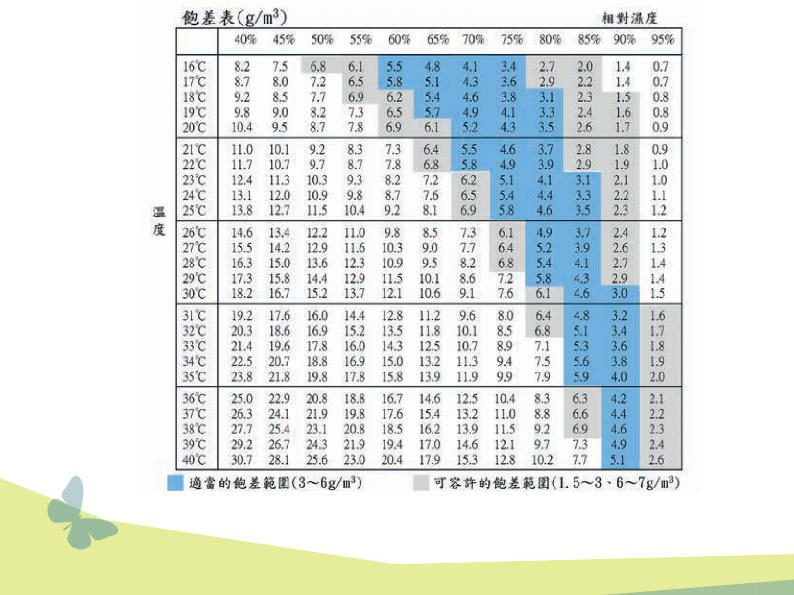 飽差表(g/m³) 相對濕度
40% 45% 50% 55% 60% 65% 70% 75% 80% 85% 90% 95%
16℃ 8.2 7.5 6.8 6.1 5.5 4.8 4.1 3.4 2.7 2.0 1.4 0.7
17℃ 8.7 8.0 7.2 6.5 5.8 5.1 4.3 3.6 2.9 2.2 1.4 0.7
18℃ 9.2 8.5 7.7 6.9 6.2 5.4 4.6 3.8 3.1 2.3 1.5 0.8
19℃ 9.8 9.0 8.2 7.3 6.5 5.7 4.9 4.1 3.3 2.4 1.6 0.8
20℃ 10.4 9.5 8.7 7.8 6.9 6.1 5.2 4.3 3.5 2.6 1.7 0.9
21℃ 11.0 10.1 9.2 8.3 7.3 6.4 5.5 4.6 3.7 2.8 1.8 0.9
22℃ 11.7 10.7 9.7 8.7 7.8 6.8 5.8 4.9 3.9 2.9 1.9 1.0
23℃ 12.4 11.3 10.3 9.3 8.2 7.2 6.2 5.1 4.1 3.1 2.1 1.0
24℃ 13.1 12.0 10.9 9.8 8.7 7.6 6.5 5.4 4.4 3.3 2.2 1.1
25℃ 13.8 12.7 11.5 10.4 9.2 8.1 6.9 5.8 4.6 3.5 2.3 1.2
溫度
26℃ 14.6 13.4 12.2 11.0 9.8 8.5 7.3 6.1 4.9 3.7 2.4 1.2
27℃ 15.5 14.2 12.9 11.6 10.3 9.0 7.7 6.4 5.2 3.9 2.6 1.3
28℃ 16.3 15.0 13.6 12.3 10.9 9.5 8.2 6.8 5.4 4.1 2.7 1.4
29℃ 17.3 15.8 14.4 12.9 11.5 10.1 8.6 7.2 5.8 4.3 2.9 1.4
30℃ 18.2 16.7 15.2 13.7 12.1 10.6 9.1 7.6 6.1 4.6 3.0 1.5
31℃ 19.2 17.6 16.0 14.4 12.8 11.2 9.6 8.0 6.4 4.8 3.2 1.6
32℃ 20.3 18.6 16.9 15.2 13.5 11.8 10.1 8.5 6.8 5.1 3.4 1.7
33℃ 21.4 19.6 17.8 16.0 14.3 12.5 10.7 8.9 7.1 5.3 3.6 1.8
34℃ 22.5 20.7 18.8 16.9 15.0 13.2 11.3 9.4 7.5 5.6 3.8 1.9
35℃ 23.8 21.8 19.8 17.8 15.8 13.9 11.9 9.9 7.9 5.9 4.0 2.0
36℃ 25.0 22.9 20.8 18.8 16.7 14.6 12.5 10.4 8.3 6.3 4.2 2.1
37℃ 26.3 24.1 21.9 19.8 17.6 15.4 13.2 11.0 8.8 6.6 4.4 2.2
38℃ 27.7 25.4 23.1 20.8 18.5 16.2 13.9 11.5 9.2 6.9 4.6 2.3
39℃ 29.2 26.7 24.3 21.9 19.4 17.0 14.6 12.1 9.7 7.3 4.9 2.4
40℃ 30.7 28.1 25.6 23.0 20.4 17.9 15.3 12.8 10.2 7.7 5.1 2.6
適當的飽差範圍(3～6g/m³) 可容許的飽差範圍(1.5～3、6～7g/m³)